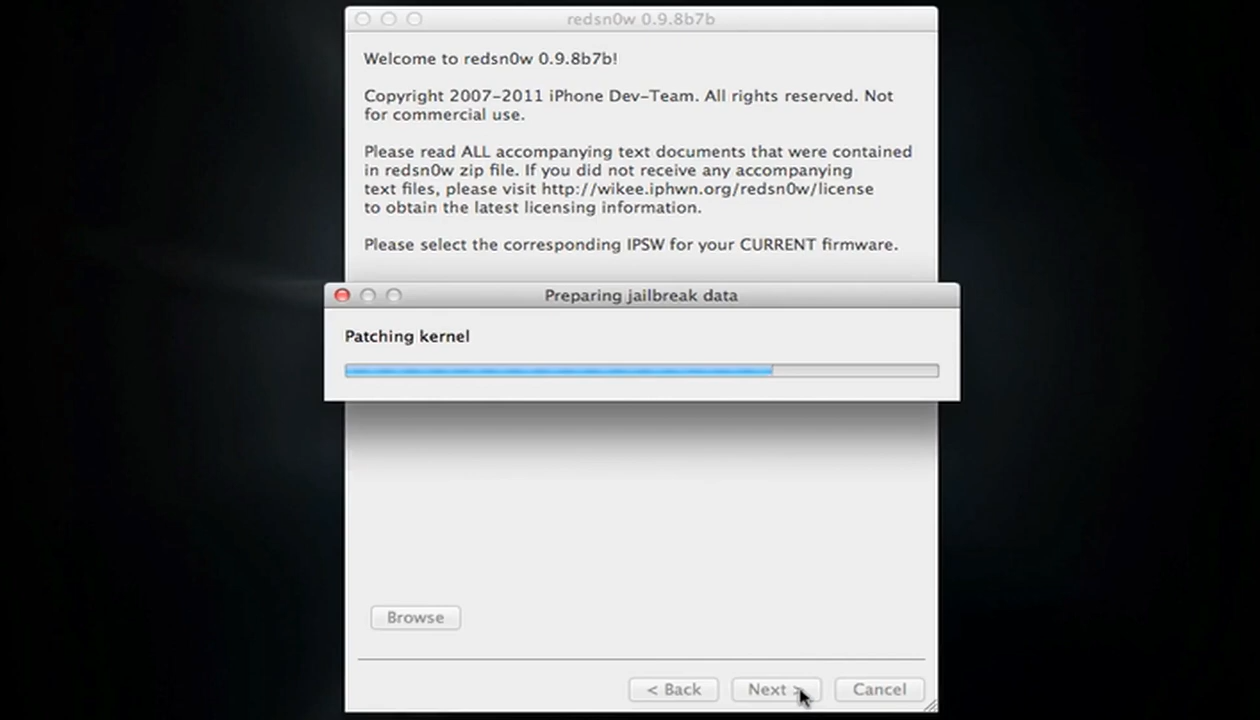 redsn0w 0.9.8b7b
Welcome to redsn0w 0.9.8b7b!
Copyright 2007-2011 iPhone Dev-Team. All rights reserved. Not
for commercial use.
Please read ALL accompanying text documents that were contained
in redsn0w zip file. If you did not receive any accompanying
text files, please visit http://wikee.iphwn.org/redsn0w/license
to obtain the latest licensing information.
Please select the corresponding IPSW for your CURRENT firmware.
Preparing jailbreak data
Patching kernel
Browse
< Back Next > Cancel